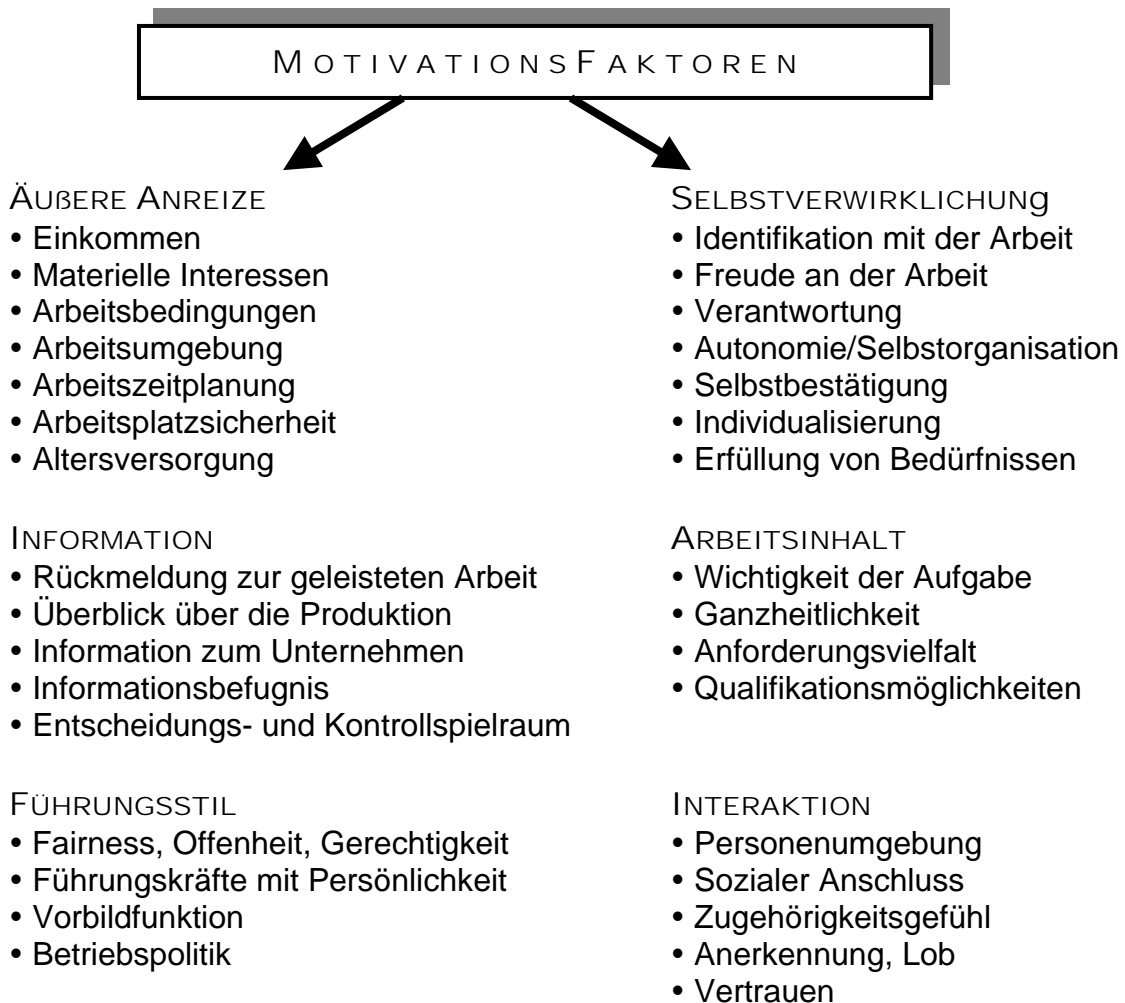 MOTIVATIONSFAKTOREN
ÄUßERE ANREIZE
• Einkommen
• Materielle Interessen
• Arbeitsbedingungen
• Arbeitsumgebung
• Arbeitszeitplanung
• Arbeitsplatzsicherheit
• Altersversorgung
INFORMATION
• Rückmeldung zur geleisteten Arbeit
• Überblick über die Produktion
• Information zum Unternehmen
• Informationsbefugnis
• Entscheidungs- und Kontrollspielraum
FÜHRUNGSSTIL
• Fairness, Offenheit, Gerechtigkeit
• Führungskräfte mit Persönlichkeit
• Vorbildfunktion
• Betriebspolitik
SELBSTVERWIRKLICHUNg
• Identifikation mit der Arbeit
• Freude an der Arbeit
• Verantwortung
• Autonomie/Selbstorganisation
• Selbstbestätigung
• Individualisierung
• Erfüllung von Bedürfnissen
ARBEITSINHALT
• Wichtigkeit der Aufgabe
• Ganzheitlichkeit
• Anforderungsvielfalt
• Qualifikationsmöglichkeiten
INTERAKTION
• Personenumgebung
• Sozialer Anschluss
• Zugehörigkeitsgefühl
• Anerkennung, Lob
• Vertrauen